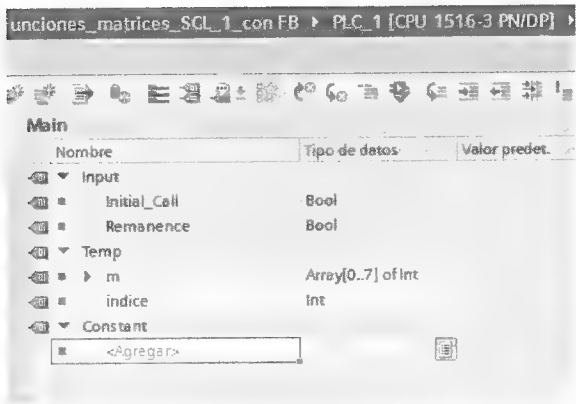 unciones_matrices_SCL_1_con FB ▸ PLC_1 [CPU 1516-3 PN/DP]
Main
Nombre Tipo de datos Valor predet.
Input
Initial_Call Bool
Remanence Bool
Temp
m Array[0..7] of Int
indice Int
Constant
<Agregar>